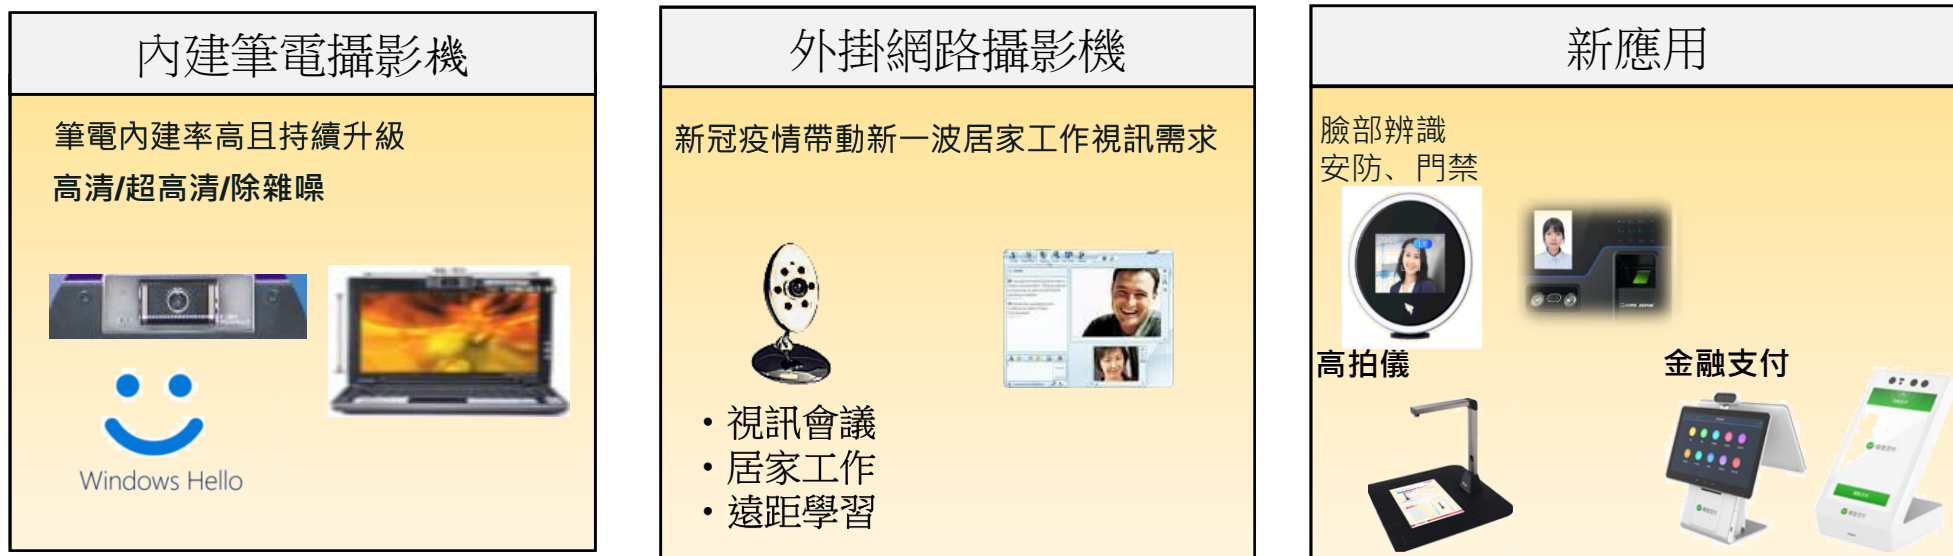 內建筆電攝影機
筆電內建率高且持續升級
高清/超高清/除雜噪
Windows Hello
外掛網路攝影機
新冠疫情帶動新一波居家工作視訊需求
・視訊會議
・居家工作
・遠距學習
新應用
臉部辨識
安防、門禁
高拍儀
金融支付